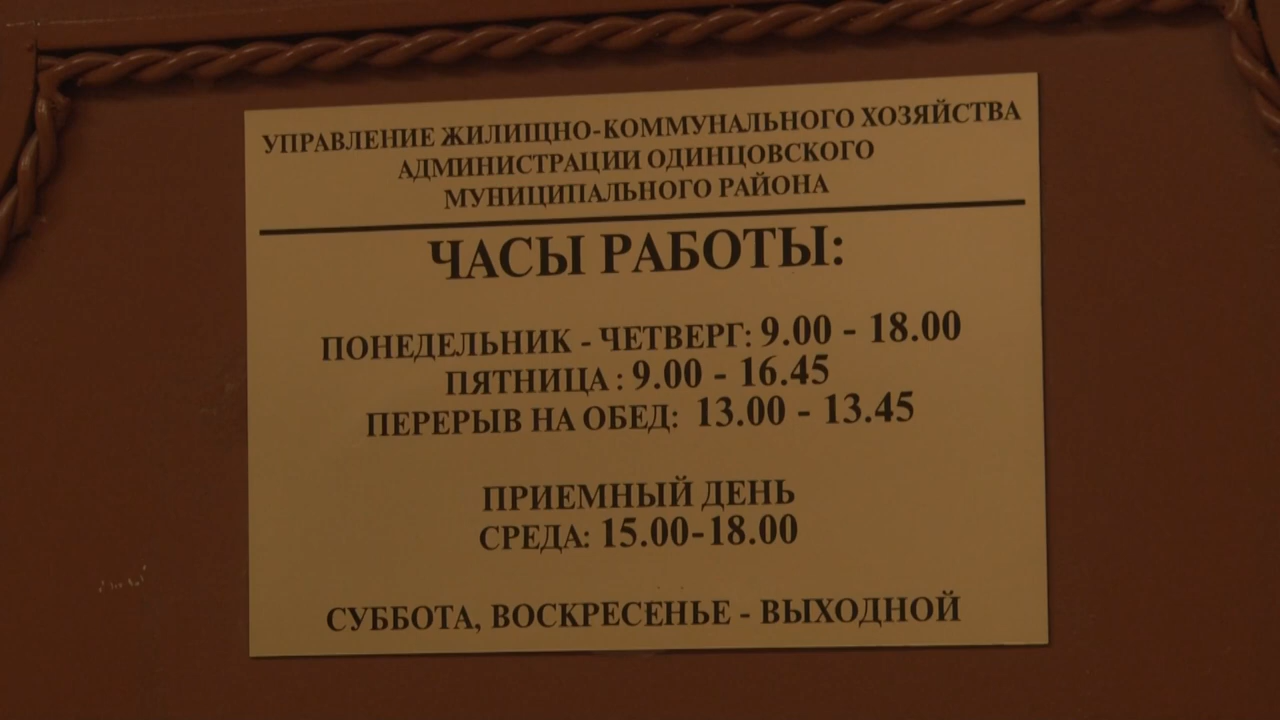 УПРАВЛЕНИЕ ЖИЛИЩНО-КОММУНАЛЬНОГО ХОЗЯЙСТВА
АДМИНИСТРАЦИИ ОДИНЦОВСКОГО
МУНИЦИПАЛЬНОГО РАЙОНА
ЧАСЫ РАБОТЫ:
ПОНЕДЕЛЬНИК - ЧЕТВЕРГ: 9.00 - 18.00
ПЯТНИЦА : 9.00 - 16.45
ПЕРЕРЫВ НА ОБЕД: 13.00 - 13.45
ПРИЕМНЫЙ ДЕНЬ
СРЕДА: 15.00-18.00
СУББОТА, ВОСКРЕСЕНЬЕ - ВЫХОДНОЙ